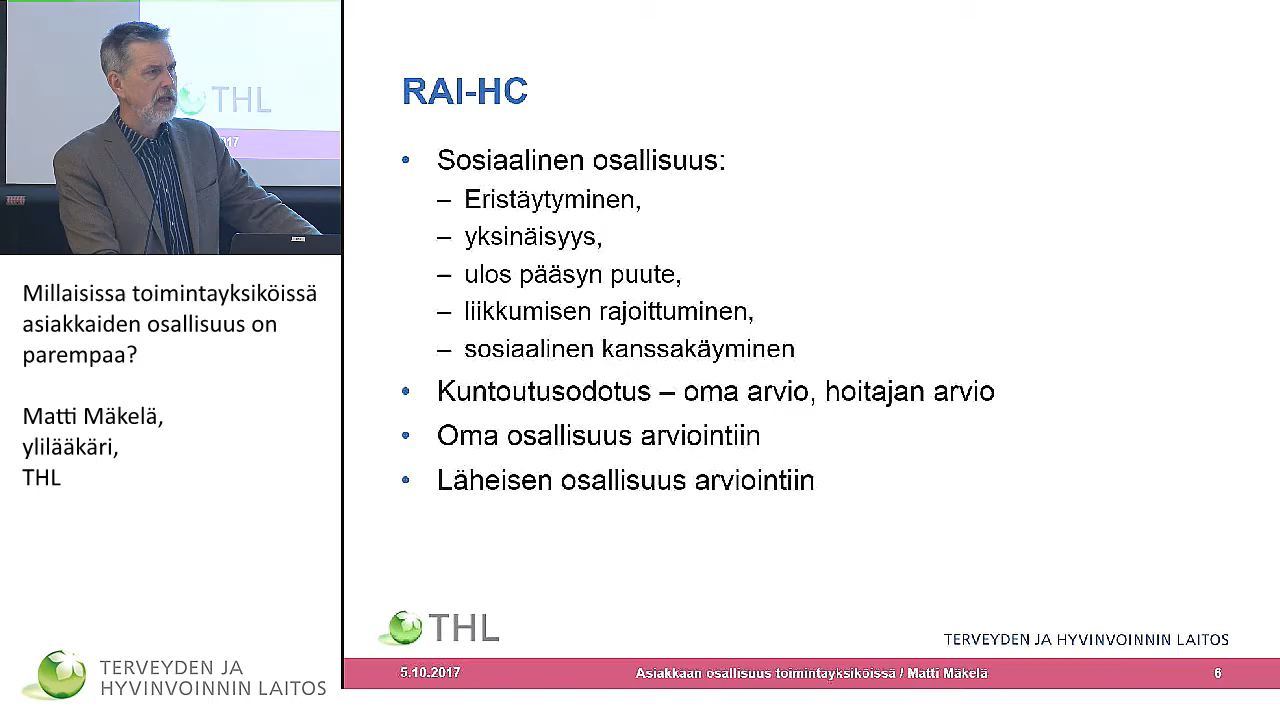 THL
17
Millaisissa toimintayksiköissä
asiakkaiden osallisuus on
parempaa?
Matti Mäkelä,
ylilääkäri,
THL
TERVEYDEN JA
HYVINVOINNIN LAITOS
RAI-HC
• Sosiaalinen osallisuus:
– Eristäytyminen,
– yksinäisyys,
– ulos pääsyn puute,
– liikkumisen rajoittuminen,
– sosiaalinen kanssakäyminen
• Kuntoutusodotus – oma arvio, hoitajan arvio
• Oma osallisuus arviointiin
• Läheisen osallisuus arviointiin
THL
TERVEYDEN JA HYVINVOINNIN LAITOS
5.10.2017 Asiakkaan osallisuus toimintayksiköissä / Matti Mäkelä 6